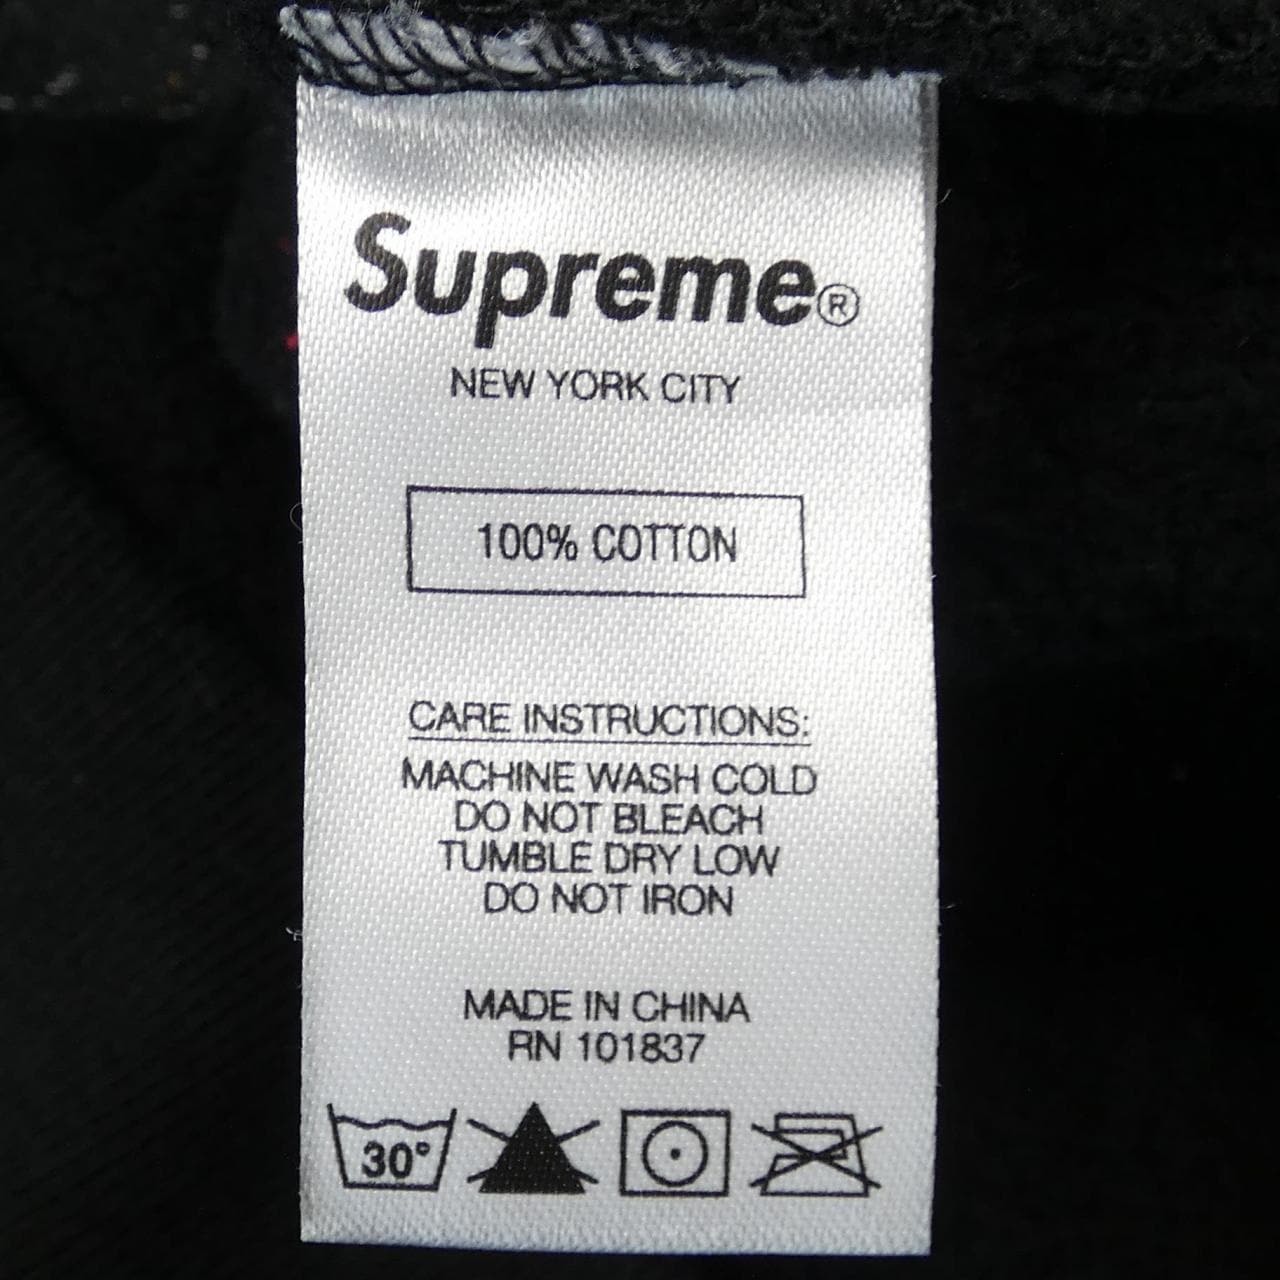 Supreme®
NEW YORK CITY
100% COTTON
CARE INSTRUCTIONS:
MACHINE WASH COLD
DO NOT BLEACH
TUMBLE DRY LOW
DO NOT IRON
MADE IN CHINA
RN 101837
30°